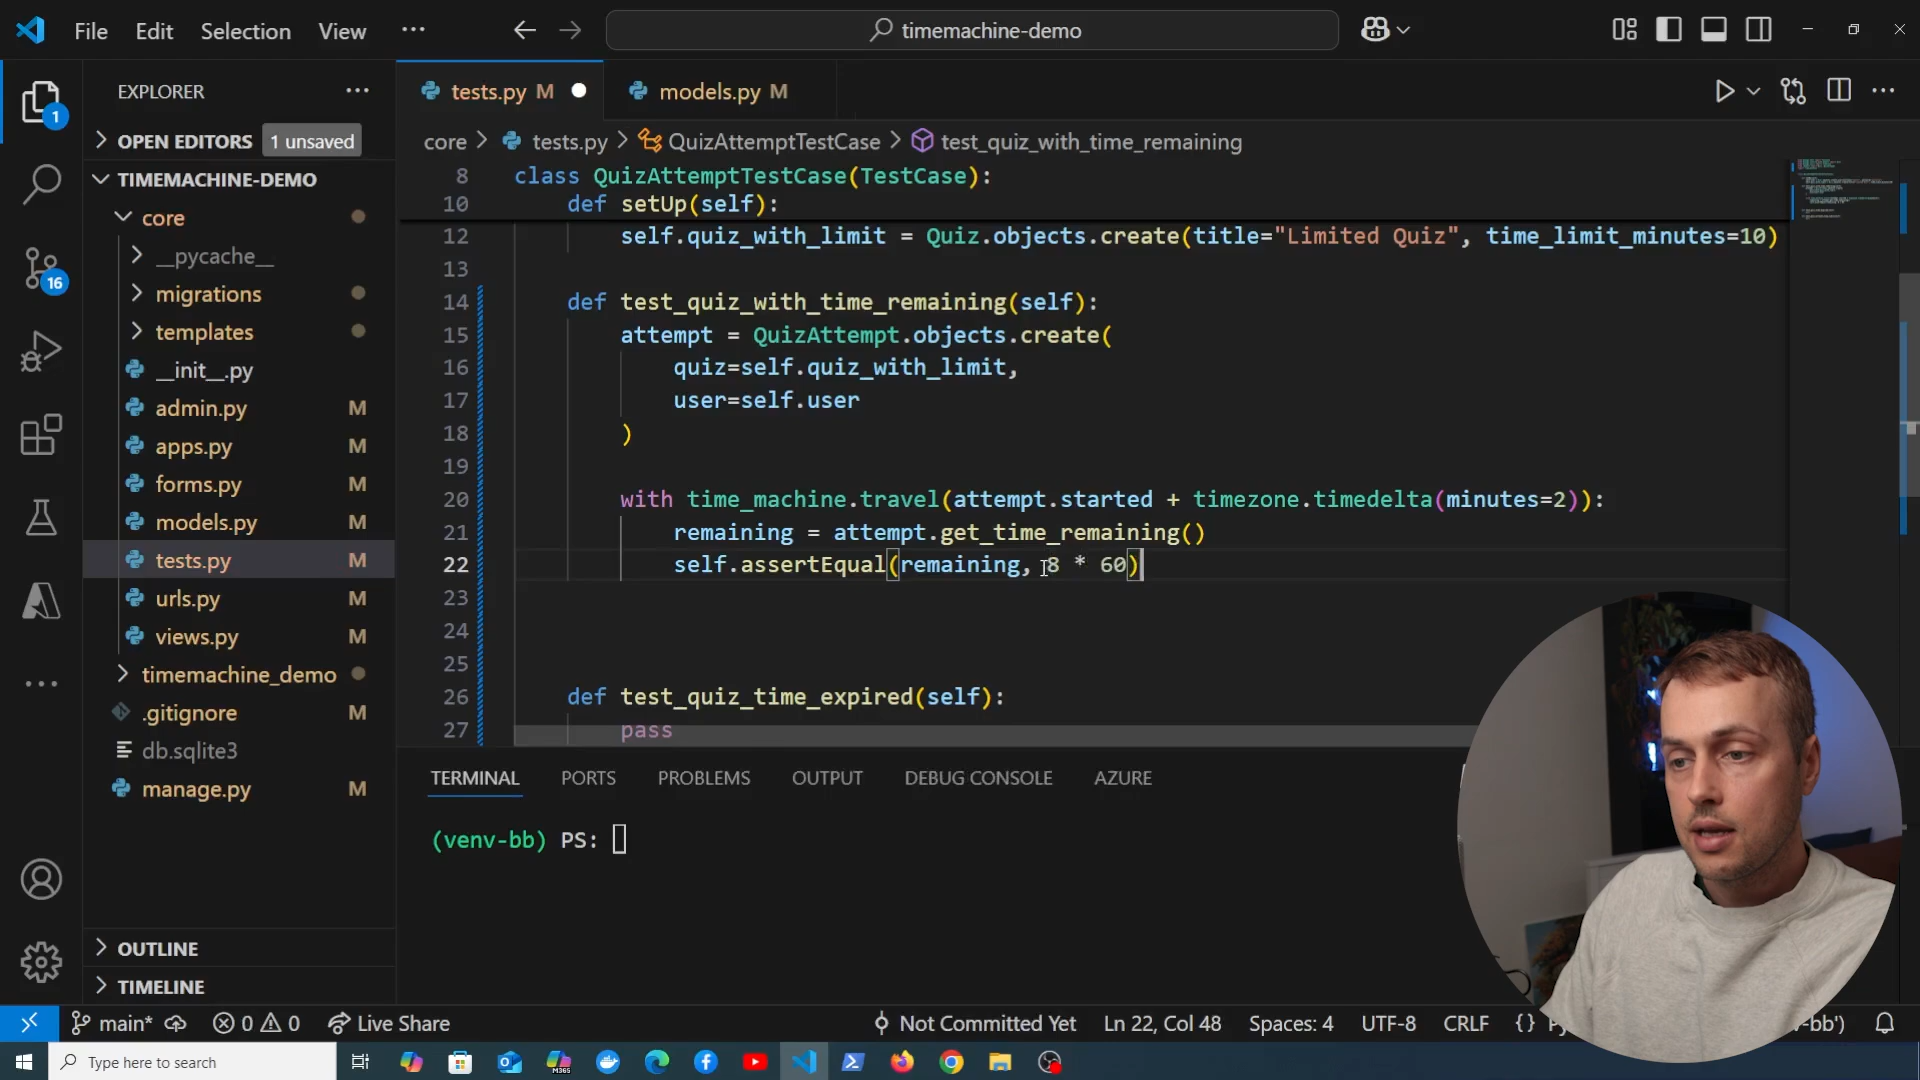 File Edit Selection View ···
timemachine-demo
EXPLORER ···
OPEN EDITORS 1 unsaved
TIMEMACHINE-DEMO
core
__pycache__
migrations
templates
__init__.py
admin.py M
apps.py M
forms.py M
models.py M
tests.py M
urls.py M
views.py M
timemachine_demo
.gitignore M
db.sqlite3
manage.py M
OUTLINE
TIMELINE
1
16
tests.py M
models.py M
core > tests.py > QuizAttemptTestCase > test_quiz_with_time_remaining
8 class QuizAttemptTestCase(TestCase):
10 def setUp(self):
12 self.quiz_with_limit = Quiz.objects.create(title="Limited Quiz", time_limit_minutes=10)
13
14 def test_quiz_with_time_remaining(self):
15 attempt = QuizAttempt.objects.create(
16 quiz=self.quiz_with_limit,
17 user=self.user
18 )
19
20 with time_machine.travel(attempt.started + timezone.timedelta(minutes=2)):
21 remaining = attempt.get_time_remaining()
22 self.assertEqual(remaining, 8 * 60)
23
24
25
26 def test_quiz_time_expired(self):
27 pass
TERMINAL PORTS PROBLEMS OUTPUT DEBUG CONSOLE AZURE
(venv-bb) PS:
main* 0 0 Live Share Not Committed Yet Ln 22, Col 48 Spaces: 4 UTF-8 CRLF {} -bb')
Type here to search
M365